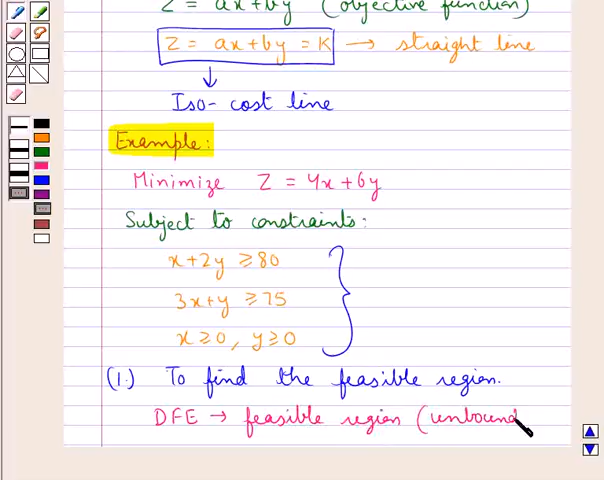 Z = ax+by (objective function)
Z = ax+by = K → straight line
↓
Iso-cost line
Example:
Minimize Z = 4x+6y
Subject to constraints:
x+2y ≥ 80
3x+y ≥ 75
x ≥ 0, y ≥ 0
(1.) To find the feasible region.
DFE → feasible region (unbound